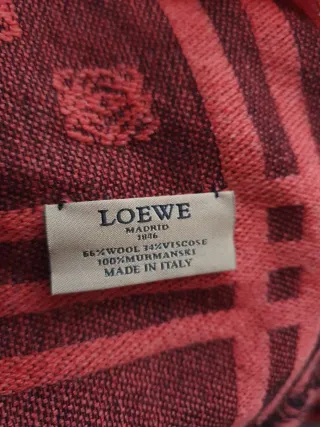 LOEWE
MADRID
1846
66%WOOL 34%VISCOSE
100%MURMANSKI
MADE IN ITALY